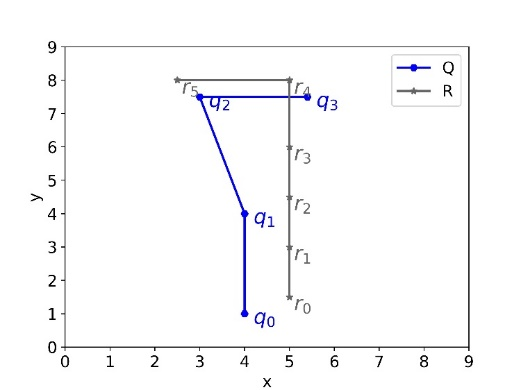 9
8
7
6
5
4
3
2
1
0
y
0 1 2 3 4 5 6 7 8 9
x
Q
R
r₅
r₄
q₂
q₃
r₃
r₂
q₁
r₁
r₀
q₀